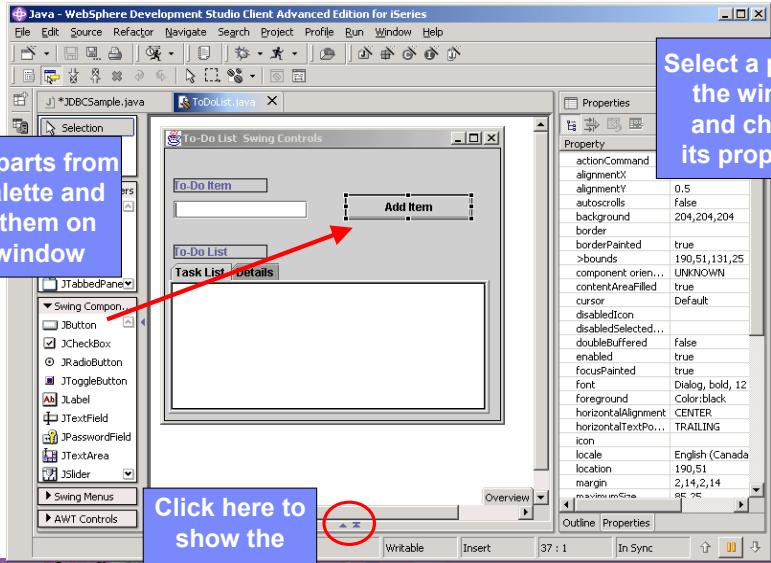 Java - WebSphere Development Studio Client Advanced Edition for iSeries
File Edit Source Refactor Navigate Search Project Profile Run Window Help
*JDBCSample.java
ToDoList.java
Selection
parts from
alette and
them on
window
ers
JTabbedPane
Swing Compon...
JButton
JCheckBox
JRadioButton
JToggleButton
Ab JLabel
JTextField
JPasswordField
JTextArea
JSlider
Swing Menus
AWT Controls
To-Do List Swing Controls
To-Do Item
Add Item
To-Do List
Task List Details
Overview
Click here to
show the
Select a p
the wi
and ch
its prop
Properties
Property
actionCommand
alignmentX
alignmentY 0.5
autoscrolls false
background 204,204,204
border
borderPainted true
>bounds 190,51,131,25
component orien... UNKNOWN
contentAreaFilled true
cursor Default
disabledIcon
disabledSelected...
doubleBuffered false
enabled true
focusPainted true
font Dialog, bold, 12
foreground Color:black
horizontalAlignment CENTER
horizontalTextPo... TRAILING
icon
locale English (Canada
location 190,51
margin 2,14,2,14
maximumSize 85,25
Outline Properties
Writable Insert 37 : 1 In Sync